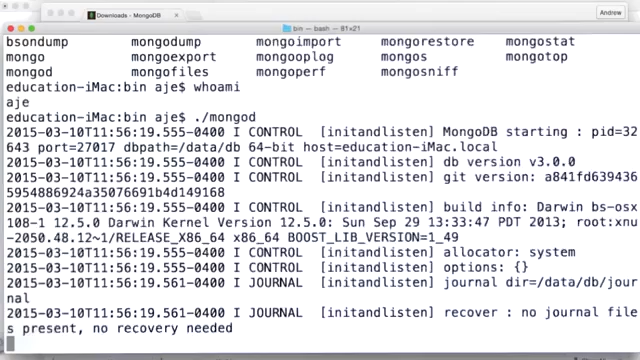 Downloads - MongoDB
Andrew
bin — bash — 81×21
bsondump mongodump mongoimport mongorestore mongostat
mongo mongoexport mongooplog mongos mongotop
mongod mongofiles mongoperf mongosniff
education-iMac:bin aje$ whoami
aje
education-iMac:bin aje$ ./mongod
2015-03-10T11:56:19.555-0400 I CONTROL [initandlisten] MongoDB starting : pid=32
643 port=27017 dbpath=/data/db 64-bit host=education-iMac.local
2015-03-10T11:56:19.555-0400 I CONTROL [initandlisten] db version v3.0.0
2015-03-10T11:56:19.555-0400 I CONTROL [initandlisten] git version: a841fd639436
5954886924a35076691b4d149168
2015-03-10T11:56:19.555-0400 I CONTROL [initandlisten] build info: Darwin bs-osx
108-1 12.5.0 Darwin Kernel Version 12.5.0: Sun Sep 29 13:33:47 PDT 2013; root:xnu
-2050.48.12~1/RELEASE_X86_64 x86_64 BOOST_LIB_VERSION=1_49
2015-03-10T11:56:19.555-0400 I CONTROL [initandlisten] allocator: system
2015-03-10T11:56:19.555-0400 I CONTROL [initandlisten] options: {}
2015-03-10T11:56:19.561-0400 I JOURNAL [initandlisten] journal dir=/data/db/jour
nal
2015-03-10T11:56:19.561-0400 I JOURNAL [initandlisten] recover : no journal file
s present, no recovery needed